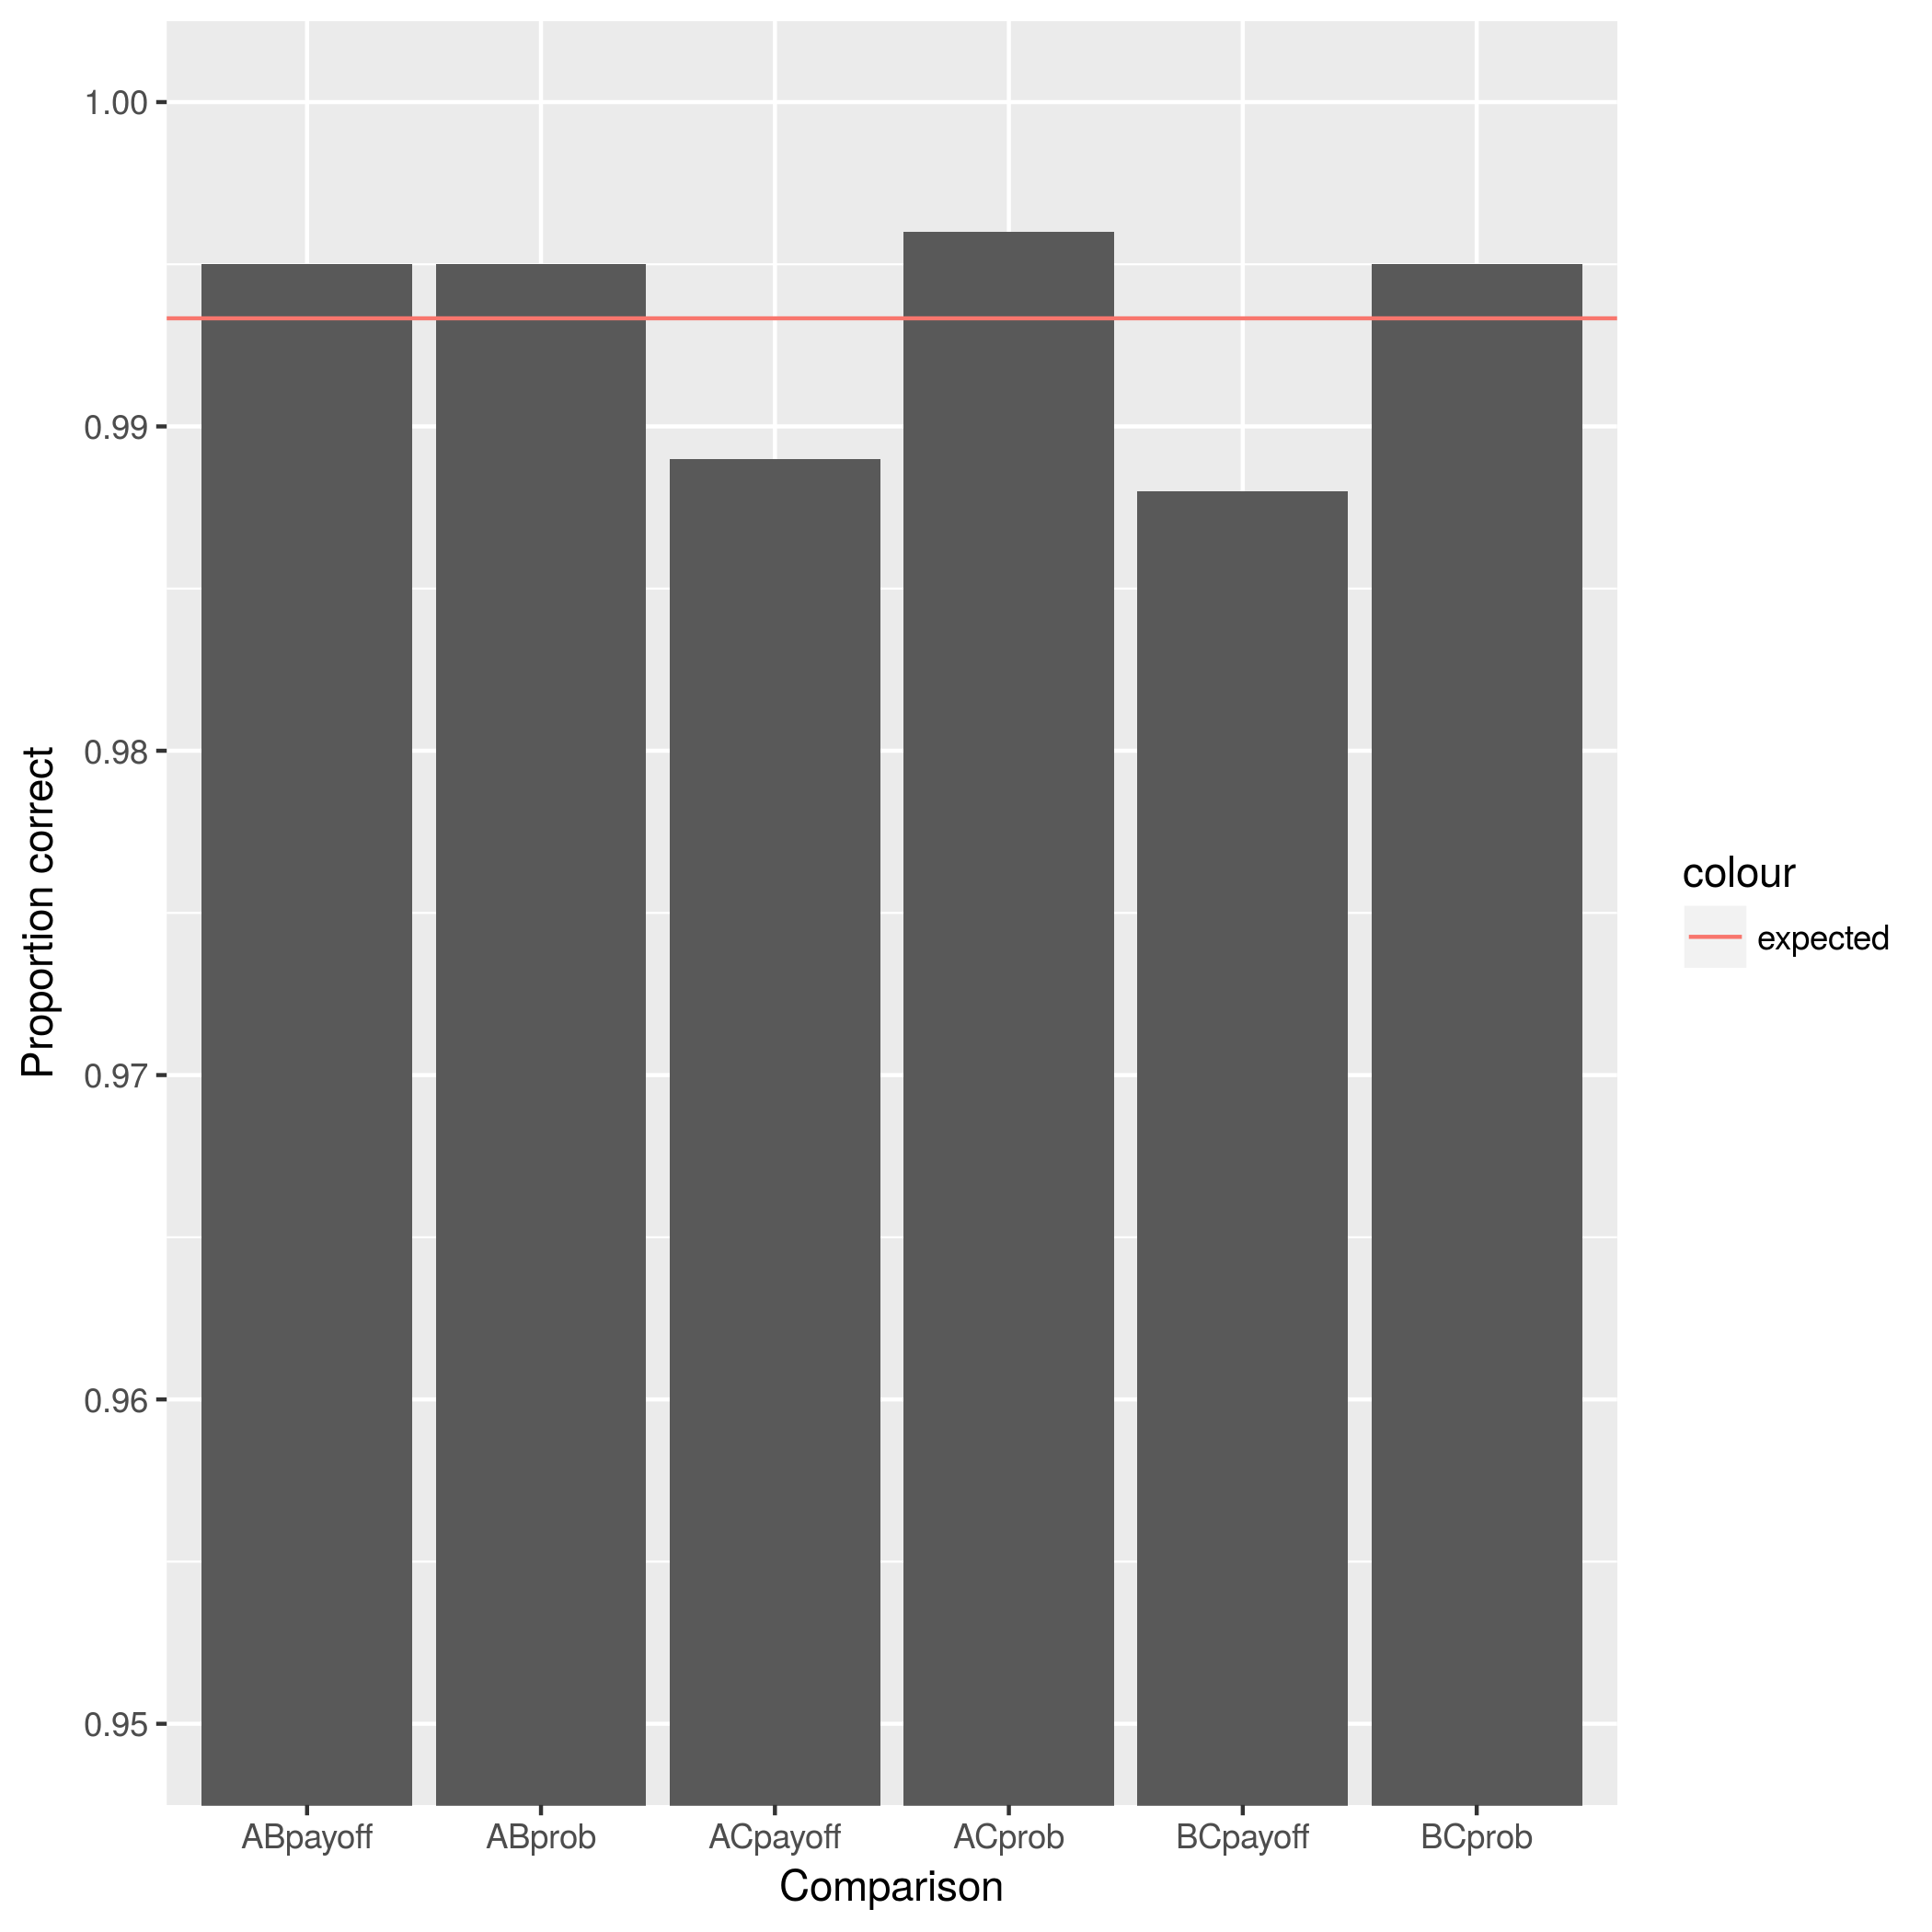 1.00
0.99
0.98
0.97
0.96
0.95
Proportion correct
ABpayoff
ABprob
ACpayoff
ACprob
BCpayoff
BCprob
Comparison
colour
expected